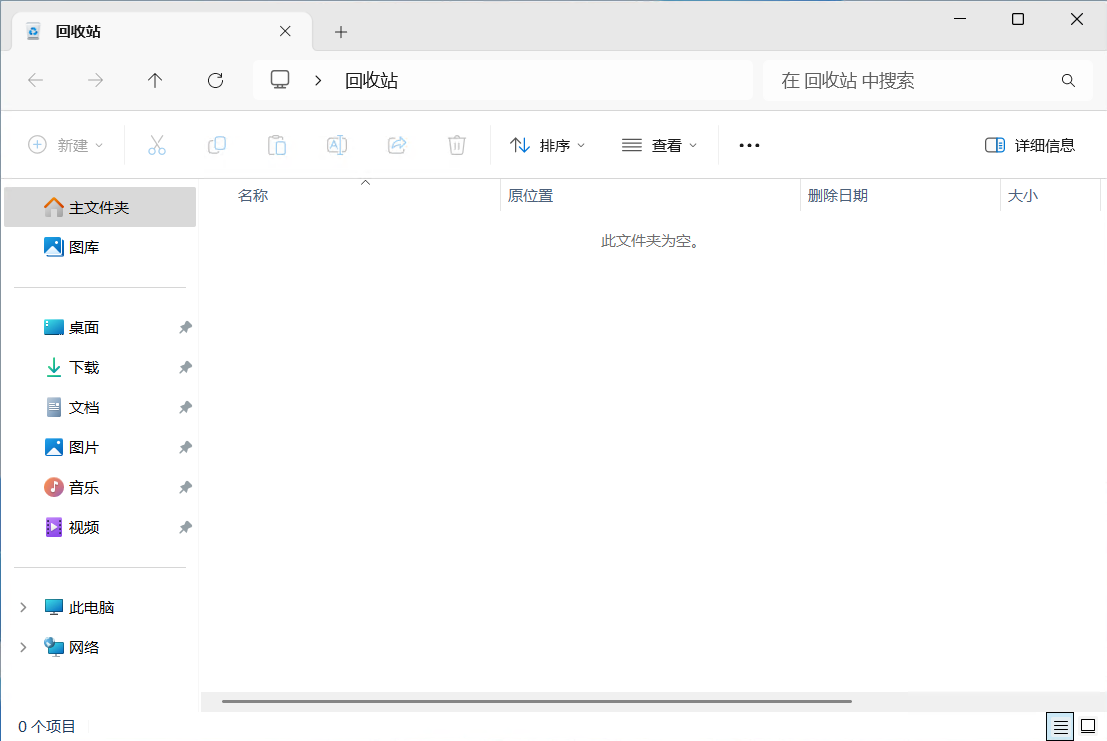 回收站
回收站
在 回收站 中搜索
新建
排序
查看
详细信息
主文件夹
图库
桌面
下载
文档
图片
音乐
视频
此电脑
网络
名称
原位置
删除日期
大小
此文件夹为空。
0 个项目